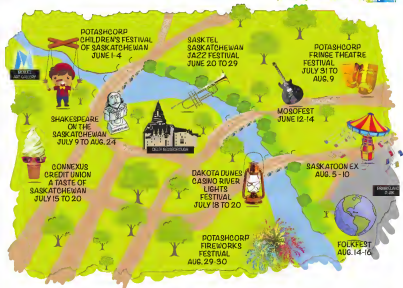 POTASHCORP
CHILDREN'S FESTIVAL
OF SASKATCHEWAN
JUNE 1-4
SASKTEL
SASKATCHEWAN
JAZZ FESTIVAL
JUNE 20 TO 29
POTASHCORP
FRINGE THEATRE
FESTIVAL
JULY 31 TO
AUG. 9
SHAKESPEARE
ON THE
SASKATCHEWAN
JULY 9 TO AUG. 24
MOSOFEST
JUNE 12-14
CONNEXUS
CREDIT UNION
A TASTE OF
SASKATCHEWAN
JULY 15 TO 20
DAKOTA DUNES
CASINO RIVER
LIGHTS
FESTIVAL
JULY 18 TO 20
SASKATOON EX
AUG. 5 - 10
POTASHCORP
FIREWORKS
FESTIVAL
AUG. 29-30
FOLKFEST
AUG. 14-16